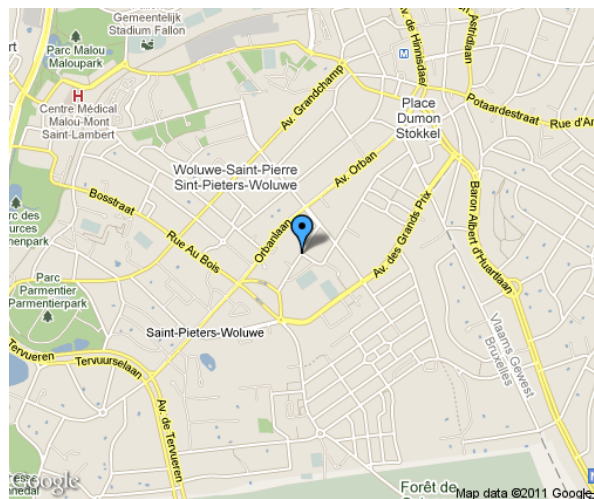 Gemeentelijk
Stadium Fallon
Av. de Hinnisdael
Astridlaan
Parc Malou
Maloupark
M
H
Centre Médical
Malou-Mont
Saint-Lambert
Av. Grandchamp
Place
Dumon
Stokkel
Potaardestraat
Rue d'A
Woluwe-Saint-Pierre
Sint-Pieters-Woluwe
Av. Orban
Bosstraat
Orbanlaan
Rue Au Bois
Av. des Grands Prix
Baron Albert d'Huartlaan
Parc
Parmentier
Parmentierpark
Saint-Pieters-Woluwe
Vlaams Gewest
Bruxelles
Tervueren
Tervuurselaan
Av. de Tervueren
Forêt de
Google
Map data ©2011 Google